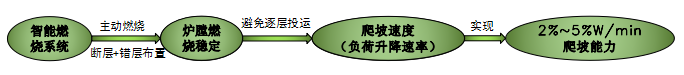 智能燃
烧系统
主动燃烧
断层+错层布置
炉膛燃
烧稳定
避免逐层投运
爬坡速度
（负荷升降速率）
实现
2%~5%W/min
爬坡能力